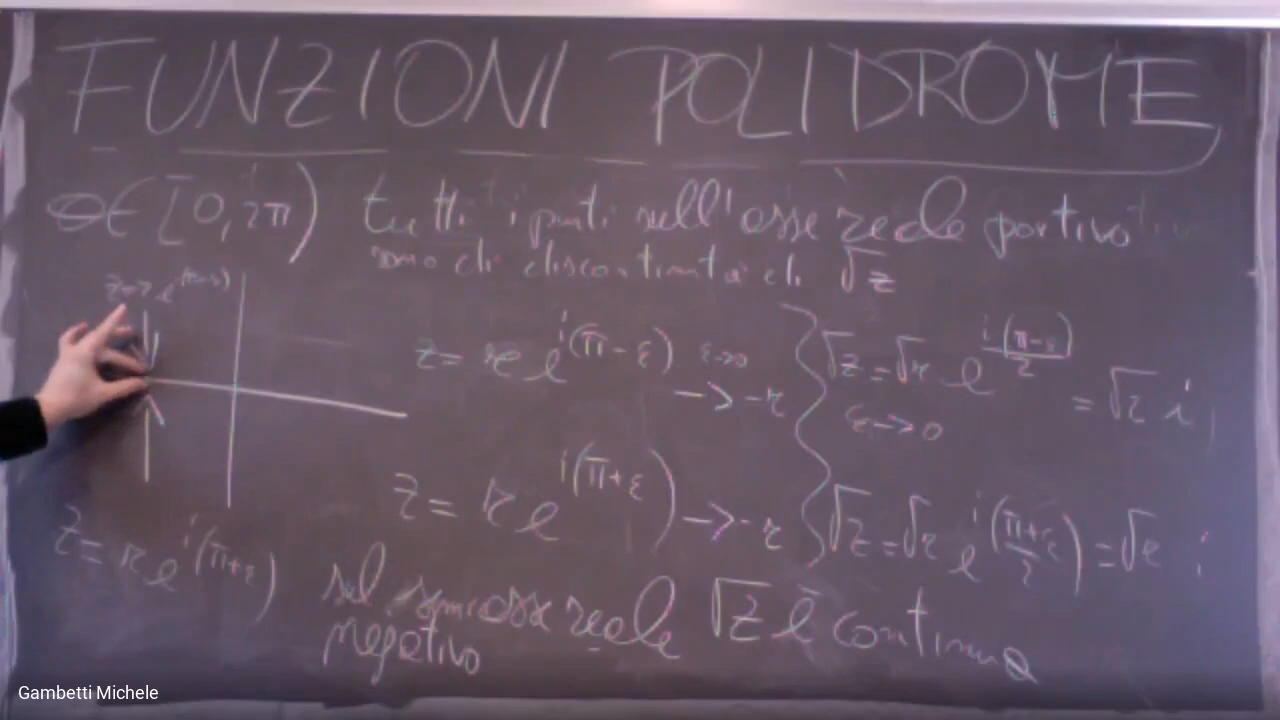 FUNZIONI POLIDROME
θ ∈ [0, 2π) tutti i punti sull'asse reale positivo
sono di discontinuità di √z
z = r e^{i(π-ε)} ε→0 → -r
√z = √r e^{i(π-ε)/2} = √r i
ε → 0
z = r e^{i(π+ε)} → -r
√z = √r e^{i(π+ε)/2} = √r i
z = r e^{i(π+ε)}
sul semiasse reale √z è continua
negativo
Gambetti Michele